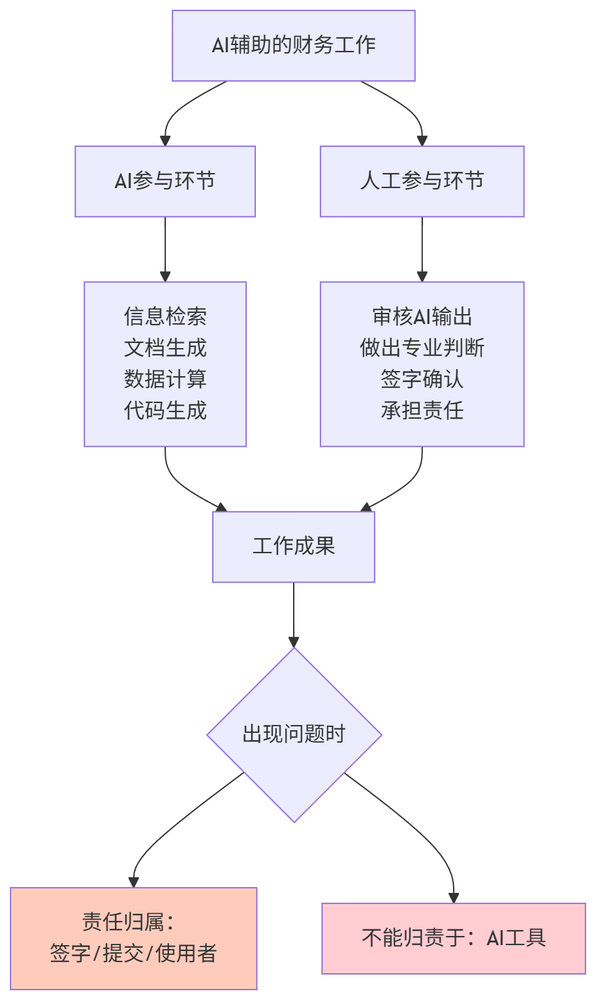 AI辅助的财务工作
AI参与环节
人工参与环节
信息检索
文档生成
数据计算
代码生成
审核AI输出
做出专业判断
签字确认
承担责任
工作成果
出现问题时
责任归属：
签字/提交/使用者
不能归责于：AI工具